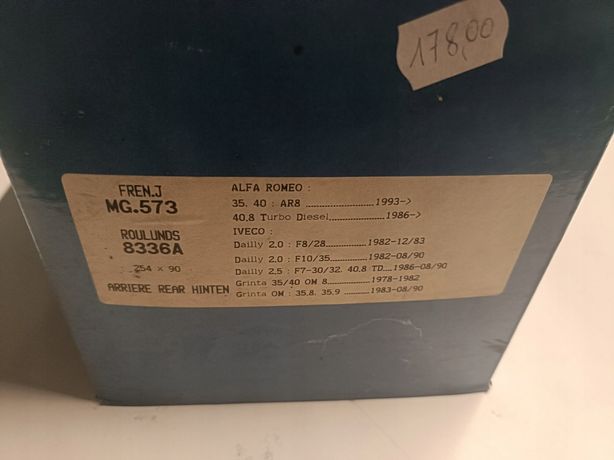 178,00
FREN.J
MG.573
ROULUNDS
8336A
254 × 90
ARRIERE REAR HINTEN
ALFA ROMEO :
35. 40 : AR8 ........................1993->
40.8 Turbo Diesel....................1986->
IVECO :
Dailly 2.0 : F8/28...............1982-12/83
Dailly 2.0 : F10/35..............1982-08/90
Dailly 2.5 : F7-30/32. 40.8 TD...1986-08/90
Grinta 35/40 OM 8................1978-1982
Grinta OM : 35.8. 35.9 ..........1983-08/90